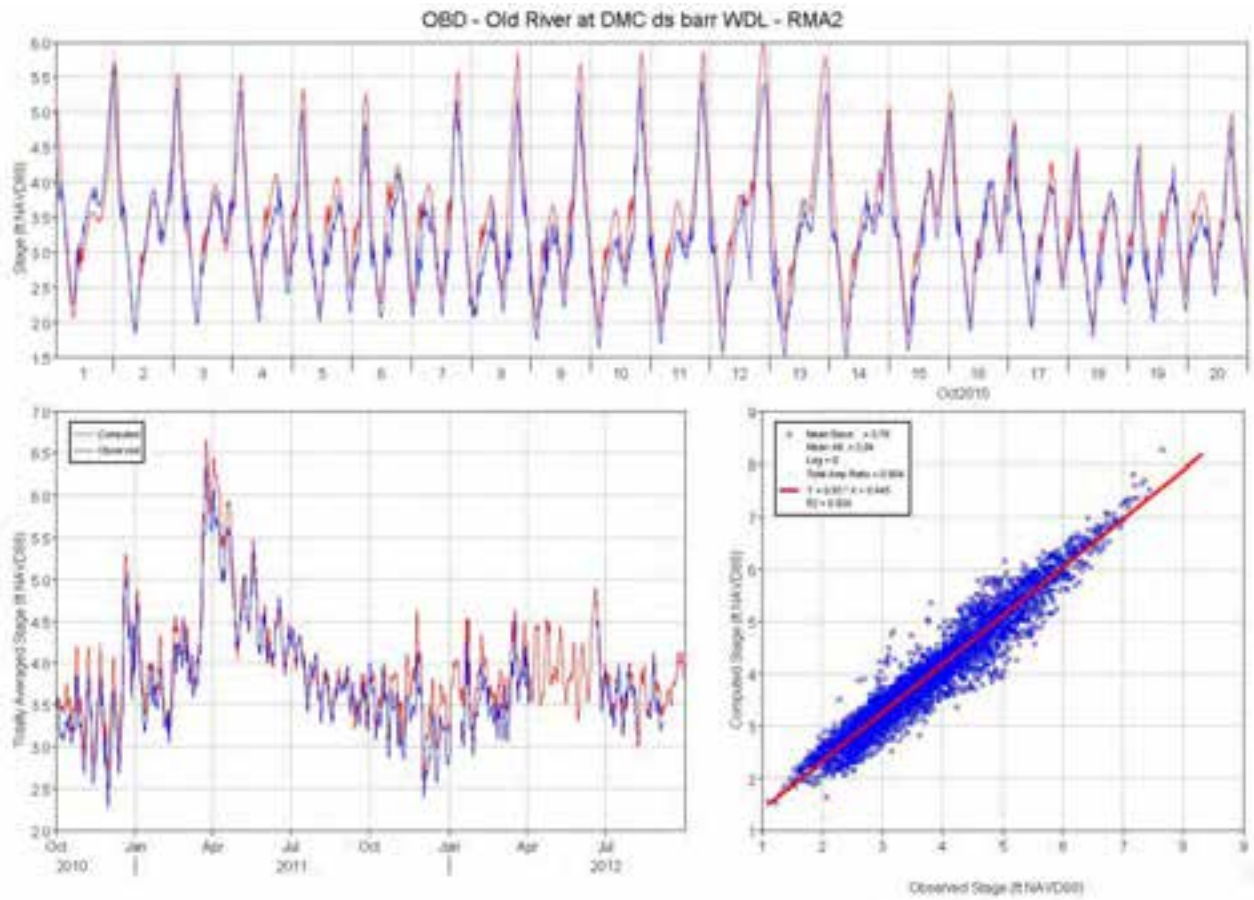 OBD - Old River at DMC ds barr WDL - RMA2
Stage (ft NAVD88)
6.0
5.5
5.0
4.5
4.0
3.5
3.0
2.5
2.0
1.5
1 2 3 4 5 6 7 8 9 10 11 12 13 14 15 16 17 18 19 20
Oct2010
Tidally Averaged Stage (ft NAVD88)
7.0
6.5
6.0
5.5
5.0
4.5
4.0
3.5
3.0
2.5
2.0
Computed
Observed
Oct Jan Apr Jul Oct Jan Apr Jul
2010 2011 2012
Computed Stage (ft NAVD88)
9
8
7
6
5
4
3
2
1
Lag = 0
1 2 3 4 5 6 7 8 9
Observed Stage (ft NAVD88)